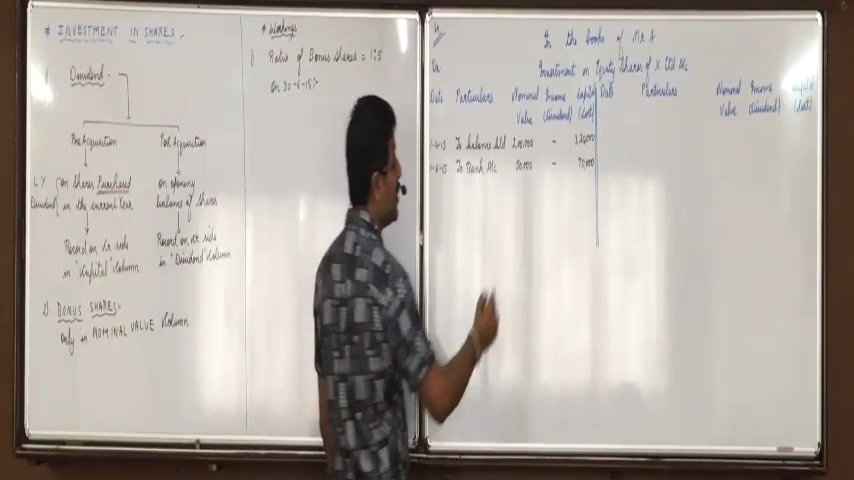 * INVESTMENT IN SHARES -
1) Dividend -
Pre Acquisition
Post Acquisition
LY Dividend
on Shares Purchased
in the current Year
on opening
balance of Shares
Record on Cr side
in "Capital" Column
Record on Cr side
in "Dividend" Column
2) BONUS SHARES:-
only in NOMINAL VALUE Column
* Workings
1) Ratio of Bonus Shares = 1:5
on 30-6-15:-
In the books of Mr A
Dr Investment in Equity Shares of X Ltd A/c
Date Particulars Nominal Value Income (Dividend) Capital (Cost) Date Particulars Nominal Value Income (Dividend) Capital (Cost)
1-4-15 To balance b/d 2,00,000 -
1-6-15 To Bank A/c 50,000 - 70,000